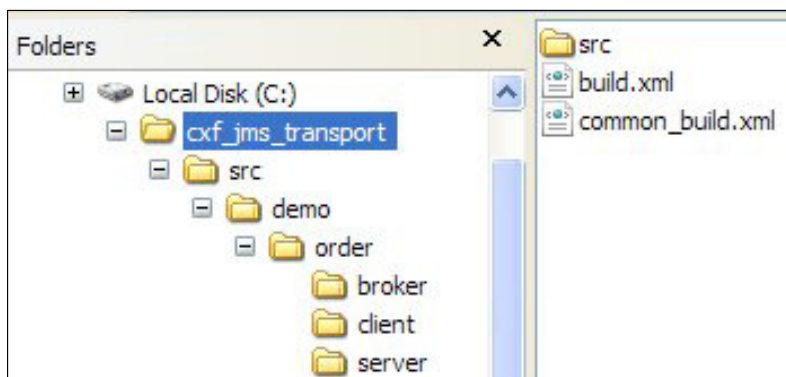 Folders
Local Disk (C:)
cxf_jms_transport
src
demo
order
broker
client
server
src
build.xml
common_build.xml